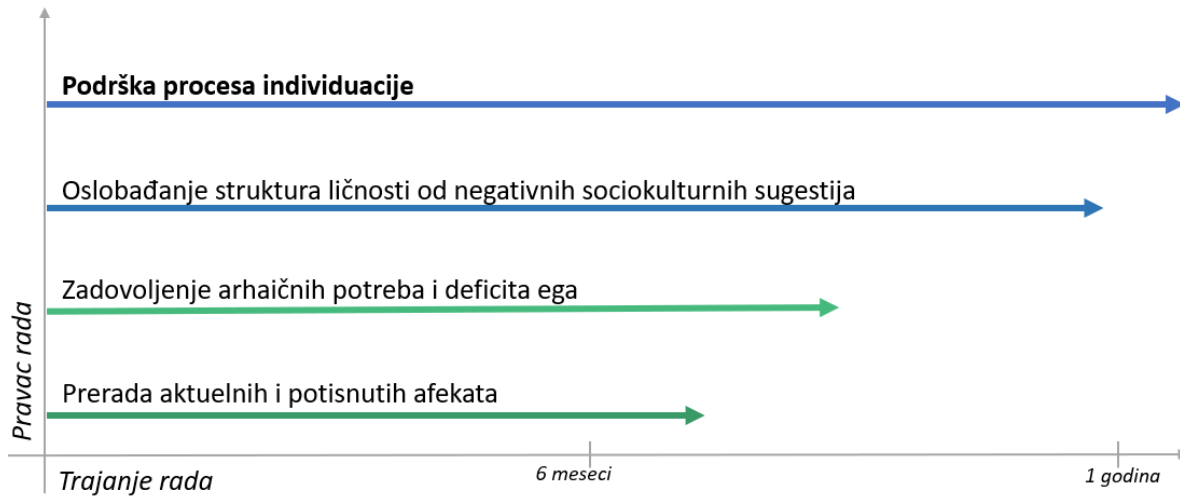 Podrška procesa individuacije
Oslobađanje struktura ličnosti od negativnih sociokulturnih sugestija
Zadovoljenje arhaičnih potreba i deficita ega
Prerada aktuelnih i potisnutih afekata
Pravac rada
Trajanje rada
6 meseci
1 godina